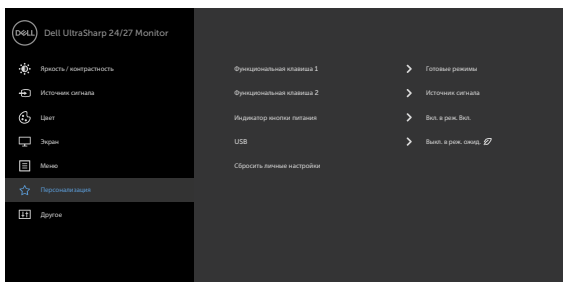 DELL Dell UltraSharp 24/27 Monitor
Яркость / контрастность
Источник сигнала
Цвет
Экран
Меню
Персонализация
Другое
Функциональная клавиша 1 Готовые режимы
Функциональная клавиша 2 Источник сигнала
Индикатор кнопки питания Вкл. в реж. Вкл.
USB Выкл. в реж. ожид.
Сбросить личные настройки